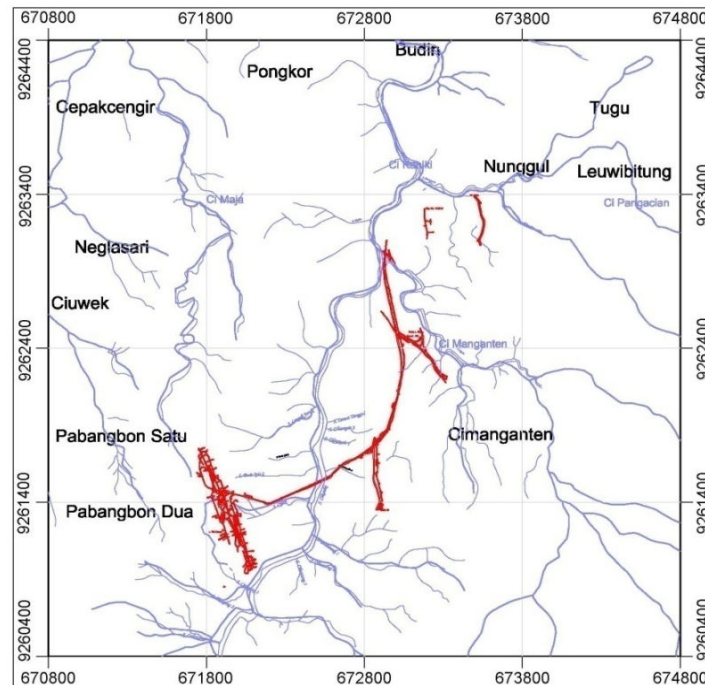 670800 671800 672800 673800 674800
9264400 9264400
Budin
Pongkor
Cepakcengir
Tugu
Nunggul
Leuwibitung
9263400 9263400
Ci Maja
Ci Pangacian
Neglasari
Ciuwek
9262400 9262400
Ci Manganten
Pabangbon Satu
Cimanganten
9261400 9261400
Pabangbon Dua
9260400 9260400
670800 671800 672800 673800 674800